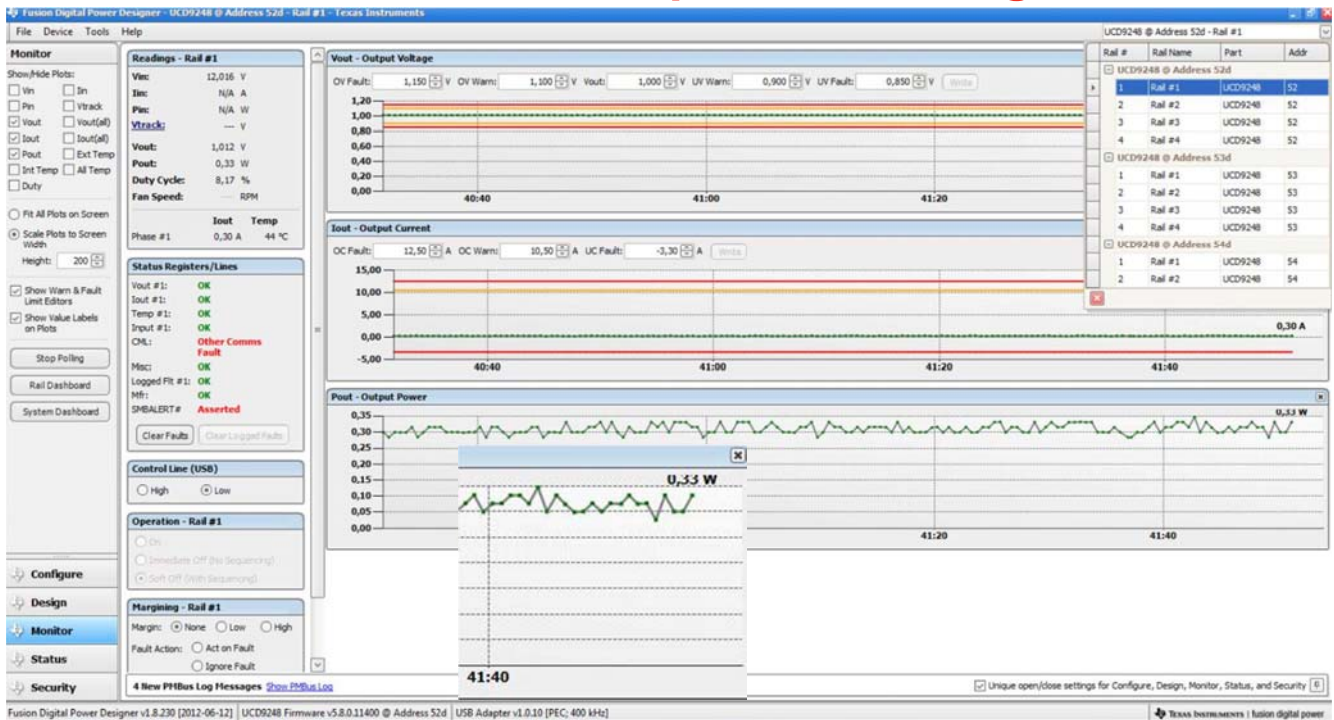 Fusion Digital Power Designer - UCD9248 @ Address 52d - Rail #1 - Texas Instruments
File Device Tools Help
UCD9248 @ Address 52d - Rail #1
Monitor
Show/Hide Plots:
Vin Iin
Pin Vtrack
Vout Vout(all)
Iout Iout(all)
Pout Ext Temp
Int Temp All Temp
Duty
Fit All Plots on Screen
Scale Plots to Screen
Width
Height: 200
Show Warn & Fault
Limit Editors
Show Value Labels
on Plots
Stop Polling
Rail Dashboard
System Dashboard
Configure
Design
Monitor
Status
Security
Readings - Rail #1
Vin: 12,016 V
Iin: N/A A
Pin: N/A W
Vtrack: --- V
Vout: 1,012 V
Pout: 0,33 W
Duty Cycle: 8,17 %
Fan Speed: --- RPM
Iout Temp
Phase #1 0,30 A 44 °C
Status Registers/Lines
Vout #1: OK
Iout #1: OK
Temp #1: OK
Input #1: OK
CML: Other Comms
Fault
Misc: OK
Logged Flt #1: OK
Mfr: OK
SMBALERT# Asserted
Clear Faults Clear Logged Faults
Control Line (USB)
High Low
Operation - Rail #1
On
Immediate Off (No Sequencing)
Soft Off (With Sequencing)
Margining - Rail #1
Margin: None Low High
Fault Action: Act on Fault
Ignore Fault
Vout - Output Voltage
OV Fault: 1,150 V OV Warn: 1,100 V Vout: 1,000 V UV Warn: 0,900 V UV Fault: 0,850 V Write
1,20
1,00
0,80
0,60
0,40
0,20
0,00
40:40 41:00
Iout - Output Current
OC Fault: 12,50 A OC Warn: 10,50 A UC Fault: -3,30 A Write
15,00
10,00
5,00
0,00
-5,00
0,30 A
40:40 41:00 41:20 41:40
Pout - Output Power
0,35
0,30
0,25
0,20
0,15
0,10
0,05
0,00
0,33 W
41:20 41:40
0,33 W
41:40
Rail # Rail Name Part Addr
UCD9248 @ Address 52d
1 Rail #1 UCD9248 52
2 Rail #2 UCD9248 52
3 Rail #3 UCD9248 52
4 Rail #4 UCD9248 52
UCD9248 @ Address 53d
1 Rail #1 UCD9248 53
2 Rail #2 UCD9248 53
3 Rail #3 UCD9248 53
4 Rail #4 UCD9248 53
UCD9248 @ Address 54d
1 Rail #1 UCD9248 54
2 Rail #2 UCD9248 54
4 New PMBus Log Messages Show PMBus Log
Unique open/close settings for Configure, Design, Monitor, Status, and Security
Fusion Digital Power Designer v1.8.230 [2012-06-12] UCD9248 Firmware v5.8.0.11400 @ Address 52d USB Adapter v1.0.10 [PEC; 400 kHz]
TEXAS INSTRUMENTS | fusion digital power